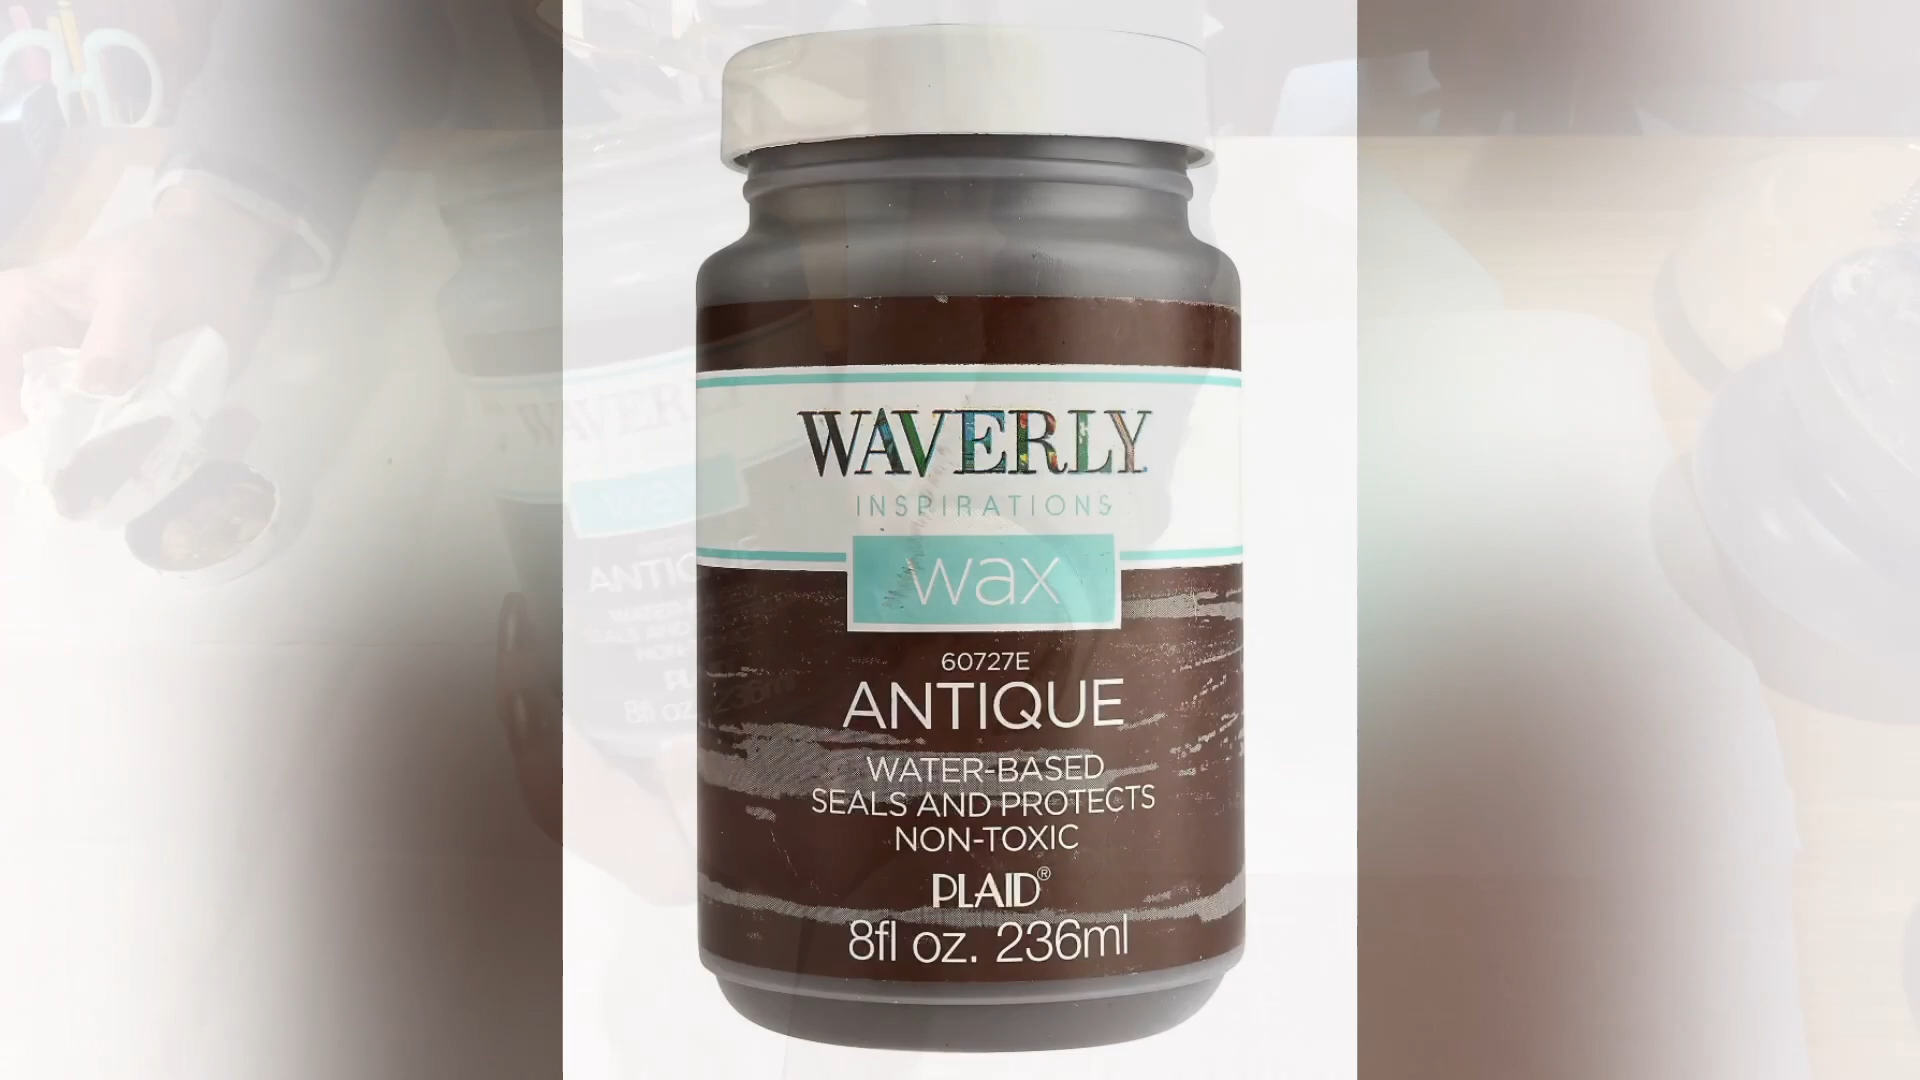 WAVERLY
INSPIRATIONS
wax
60727E
ANTIQUE
WATER-BASED
SEALS AND PROTECTS
NON-TOXIC
PLAID®
8fl oz. 236ml